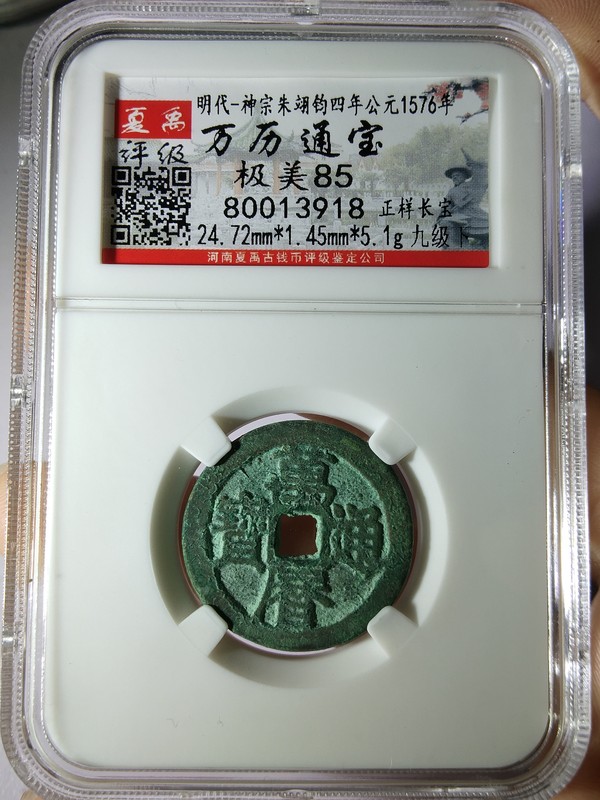 明代-神宗朱翊钧四年公元1576年
夏禹
评级
万历通宝
极美85
80013918 正样长宝
24.72mm*1.45mm*5.1g 九级下
河南夏禹古钱币评级鉴定公司
萬曆通寶